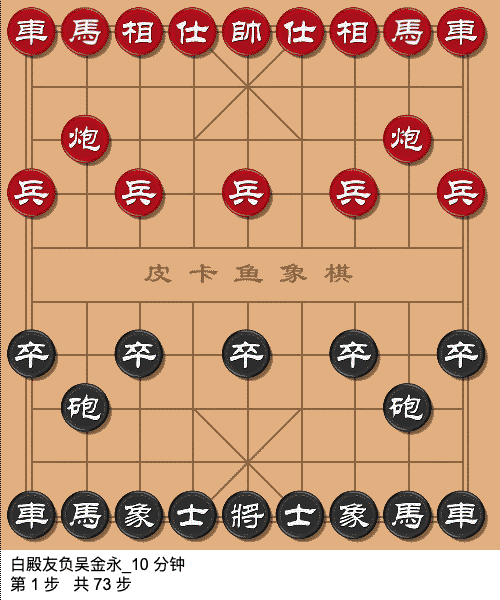 車馬相仕帥仕相馬車
炮炮
兵兵兵兵兵
皮卡鱼象棋
卒卒卒卒卒
砲砲
車馬象士將士象馬車
白殿友负吴金永_10 分钟
第 1 步 共 73 步